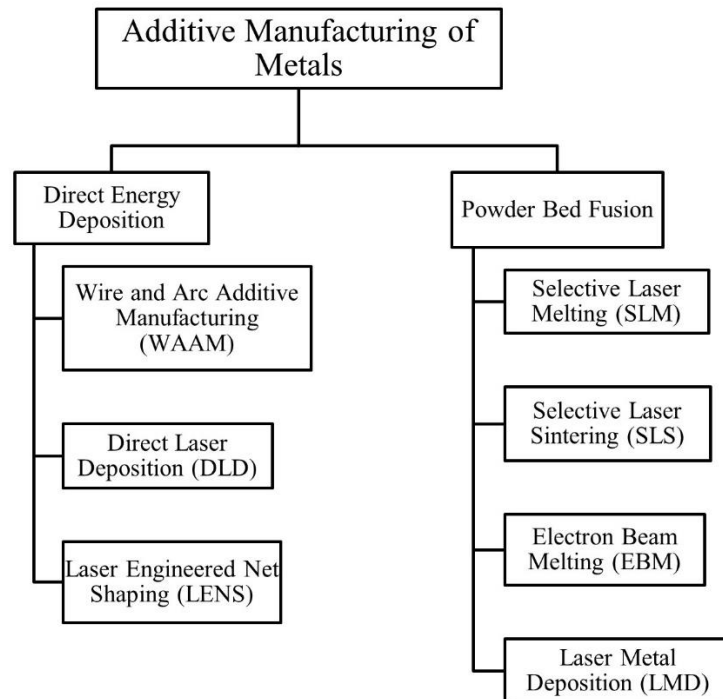 Additive Manufacturing of
Metals
Direct Energy
Deposition
Wire and Arc Additive
Manufacturing
(WAAM)
Direct Laser
Deposition (DLD)
Laser Engineered Net
Shaping (LENS)
Powder Bed Fusion
Selective Laser
Melting (SLM)
Selective Laser
Sintering (SLS)
Electron Beam
Melting (EBM)
Laser Metal
Deposition (LMD)